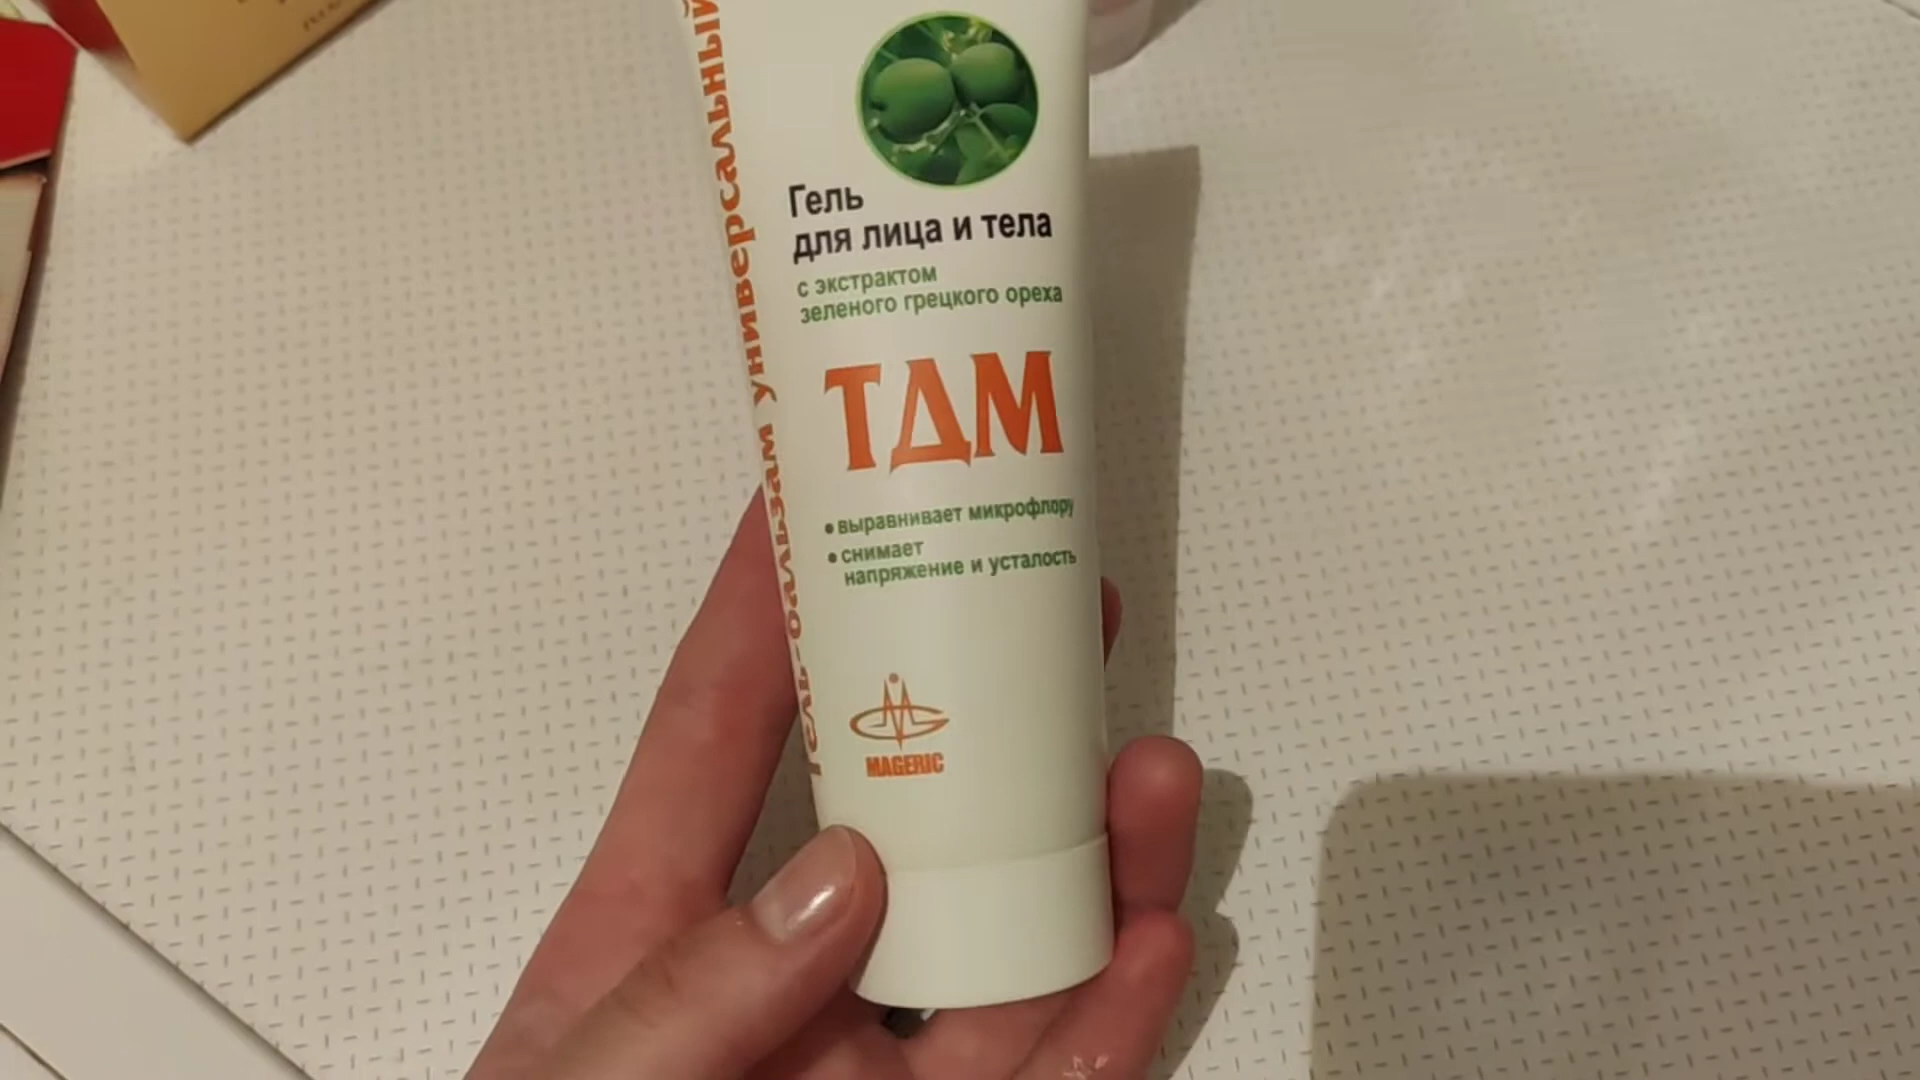 Гель-бальзам универсальный
Гель
для лица и тела
с экстрактом
зеленого грецкого ореха
ТДМ
•выравнивает микрофлору
•снимает
напряжение и усталость
MAGERIC